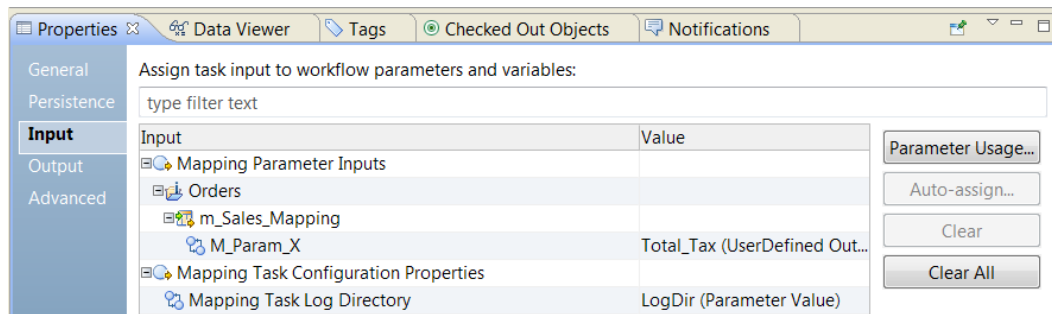 Properties Data Viewer Tags Checked Out Objects Notifications
General Assign task input to workflow parameters and variables:
Persistence type filter text
Input Input Value
Parameter Usage...
Output Mapping Parameter Inputs
Orders Auto-assign...
Advanced
m_Sales_Mapping Clear
M_Param_X Total_Tax (UserDefined Out...
Mapping Task Configuration Properties Clear All
Mapping Task Log Directory LogDir (Parameter Value)